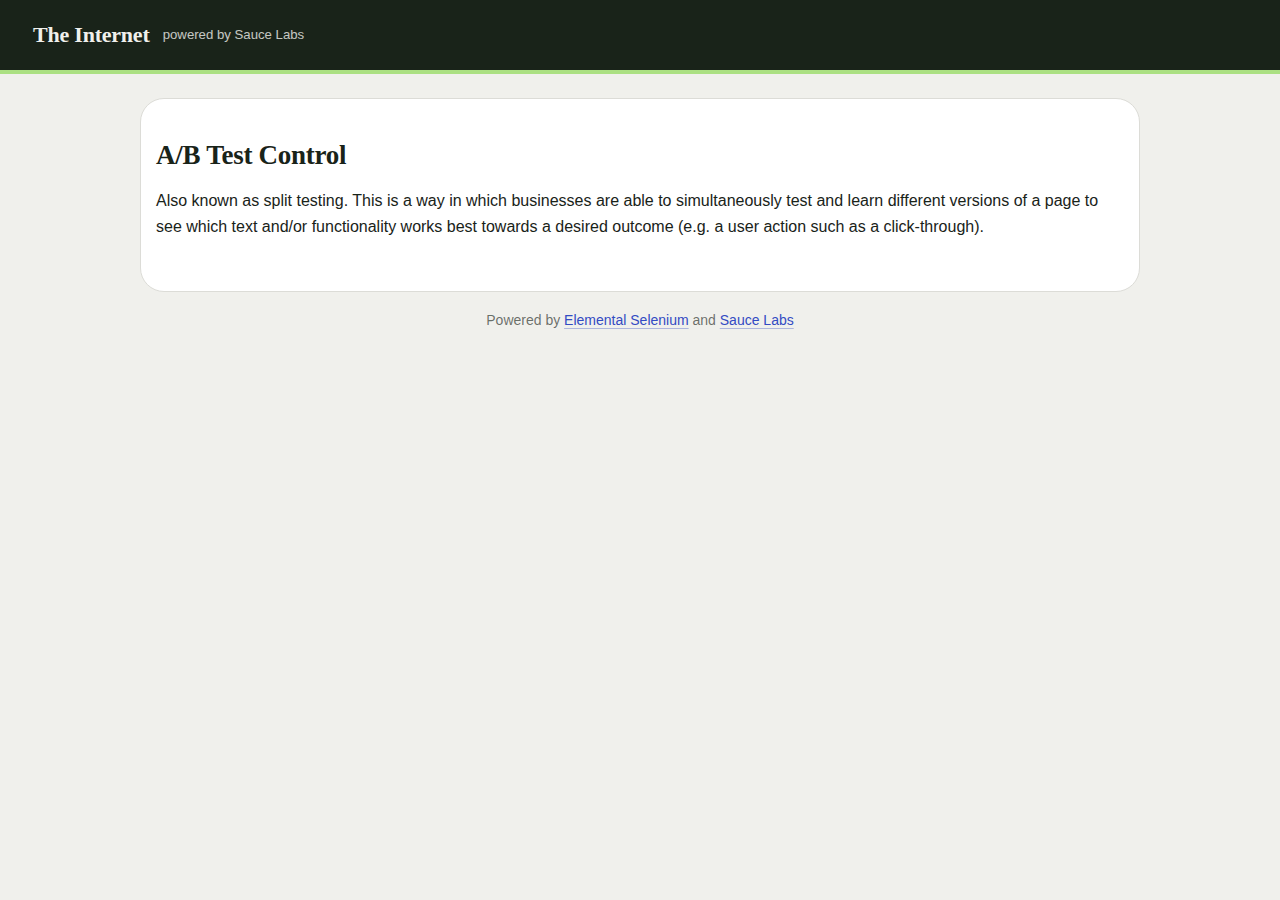 The Internet powered by Sauce Labs
A/B Test Control
Also known as split testing. This is a way in which businesses are able to simultaneously test and learn different versions of a page to
see which text and/or functionality works best towards a desired outcome (e.g. a user action such as a click-through).
Powered by Elemental Selenium and Sauce Labs